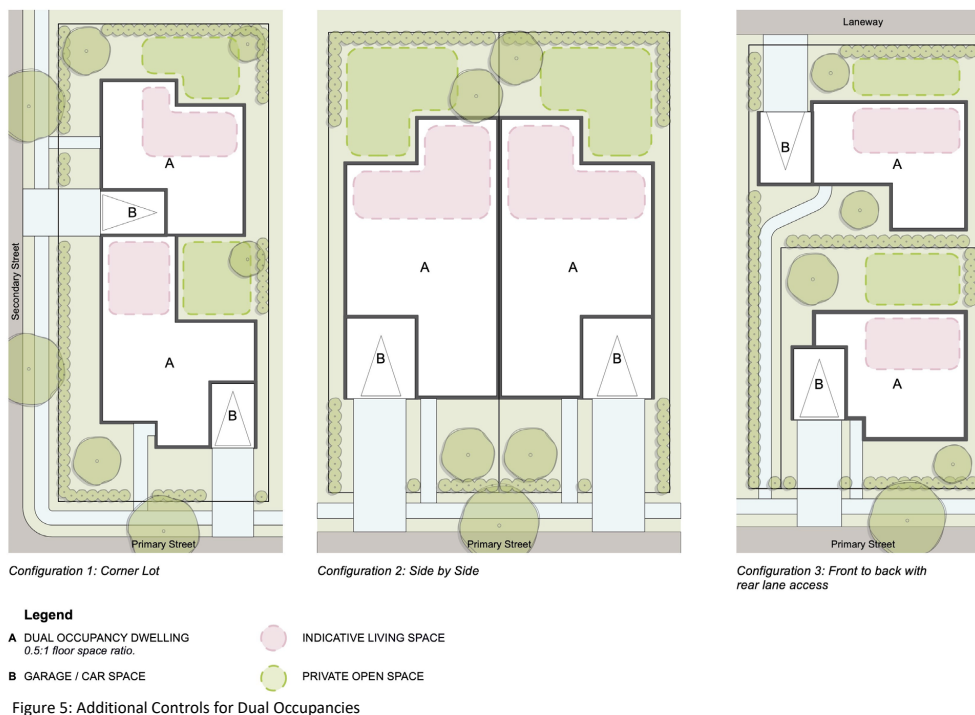 Secondary Street
A
B
A
B
Primary Street
Configuration 1: Corner Lot
A
A
B
B
Primary Street
Configuration 2: Side by Side
Laneway
B
A
B
A
Primary Street
Configuration 3: Front to back with
rear lane access
Legend
A DUAL OCCUPANCY DWELLING
0.5:1 floor space ratio.
INDICATIVE LIVING SPACE
B GARAGE / CAR SPACE
PRIVATE OPEN SPACE
Figure 5: Additional Controls for Dual Occupancies